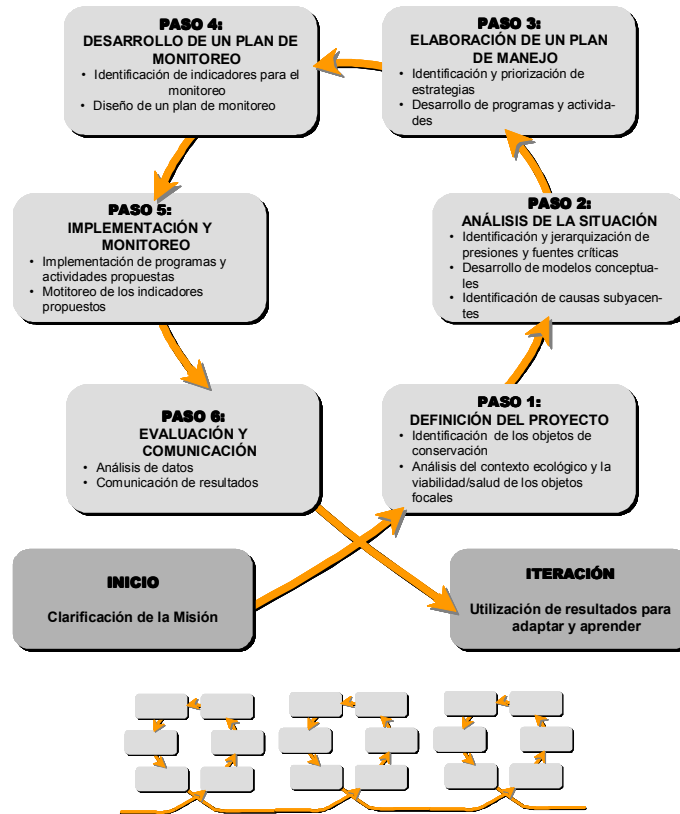 PASO 4:
DESARROLLO DE UN PLAN DE
MONITOREO
• Identificación de indicadores para el
monitoreo
• Diseño de un plan de monitoreo
PASO 3:
ELABORACIÓN DE UN PLAN
DE MANEJO
• Identificación y priorización de
estrategias
• Desarrollo de programas y activida-
des
PASO 5:
IMPLEMENTACIÓN Y
MONITOREO
• Implementación de programas y
actividades propuestas
• Motitoreo de los indicadores
propuestos
PASO 2:
ANÁLISIS DE LA SITUACIÓN
• Identificación y jerarquización de
presiones y fuentes críticas
• Desarrollo de modelos conceptua-
les
• Identificación de causas subyacen-
tes
PASO 6:
EVALUACIÓN Y
COMUNICACIÓN
• Análisis de datos
• Comunicación de resultados
PASO 1:
DEFINICIÓN DEL PROYECTO
• Identificación de los objetos de
conservación
• Análisis del contexto ecológico y la
viabilidad/salud de los objetos
focales
INICIO
Clarificación de la Misión
ITERACIÓN
Utilización de resultados para
adaptar y aprender